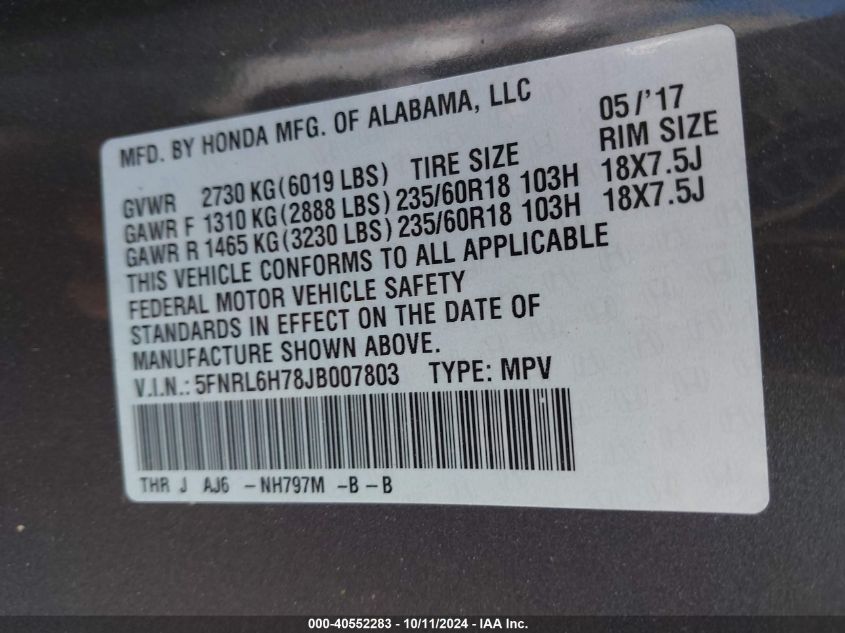 MFD. BY HONDA MFG. OF ALABAMA, LLC 05/'17
GVWR 2730 KG(6019 LBS) TIRE SIZE RIM SIZE
GAWR F 1310 KG(2888 LBS) 235/60R18 103H 18X7.5J
GAWR R 1465 KG(3230 LBS) 235/60R18 103H 18X7.5J
THIS VEHICLE CONFORMS TO ALL APPLICABLE
FEDERAL MOTOR VEHICLE SAFETY
STANDARDS IN EFFECT ON THE DATE OF
MANUFACTURE SHOWN ABOVE.
V.I.N.: 5FNRL6H78JB007803 TYPE: MPV
THR J AJ6 -NH797M -B-B
000-40552283 - 10/11/2024 - IAAI Inc.